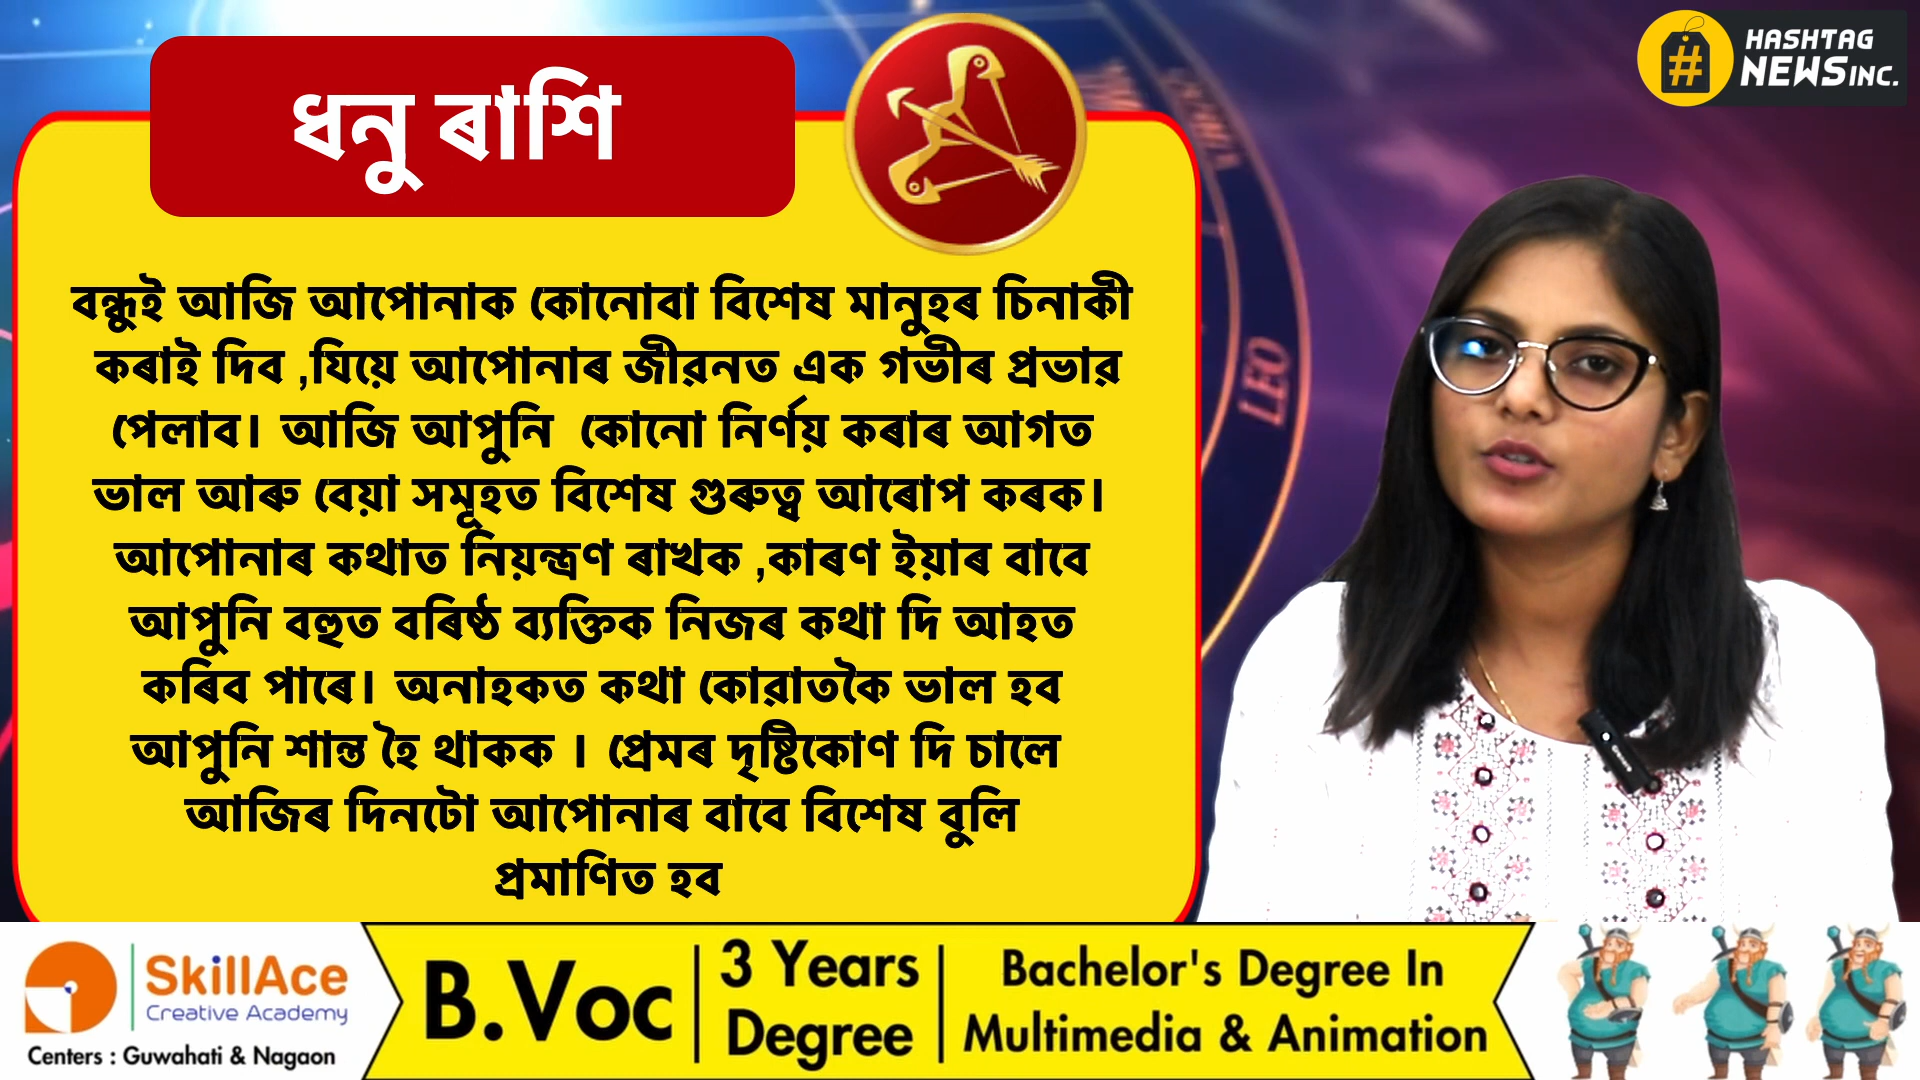 ধনু ৰাশি
HASHTAG
NEWS INC.
বন্ধুই আজি আপোনাক কোনোবা বিশেষ মানুহৰ চিনাকী
কৰাই দিব ,যিয়ে আপোনাৰ জীৱনত এক গভীৰ প্ৰভাৱ
পেলাব। আজি আপুনি  কোনো নিৰ্ণয় কৰাৰ আগত
ভাল আৰু বেয়া সমূহত বিশেষ গুৰুত্ব আৰোপ কৰক।
আপোনাৰ কথাত নিয়ন্ত্ৰণ ৰাখক ,কাৰণ ইয়াৰ বাবে
আপুনি বহুত বৰিষ্ঠ ব্যক্তিক নিজৰ কথা দি আহত
কৰিব পাৰে। অনাহকত কথা কোৱাতকৈ ভাল হব
আপুনি শান্ত হৈ থাকক । প্ৰেমৰ দৃষ্টিকোণ দি চালে
আজিৰ দিনটো আপোনাৰ বাবে বিশেষ বুলি
প্ৰমাণিত হব
LEO
SkillAce
Creative Academy
Centers : Guwahati & Nagaon
B.Voc
3 Years
Degree
Bachelor's Degree In
Multimedia & Animation